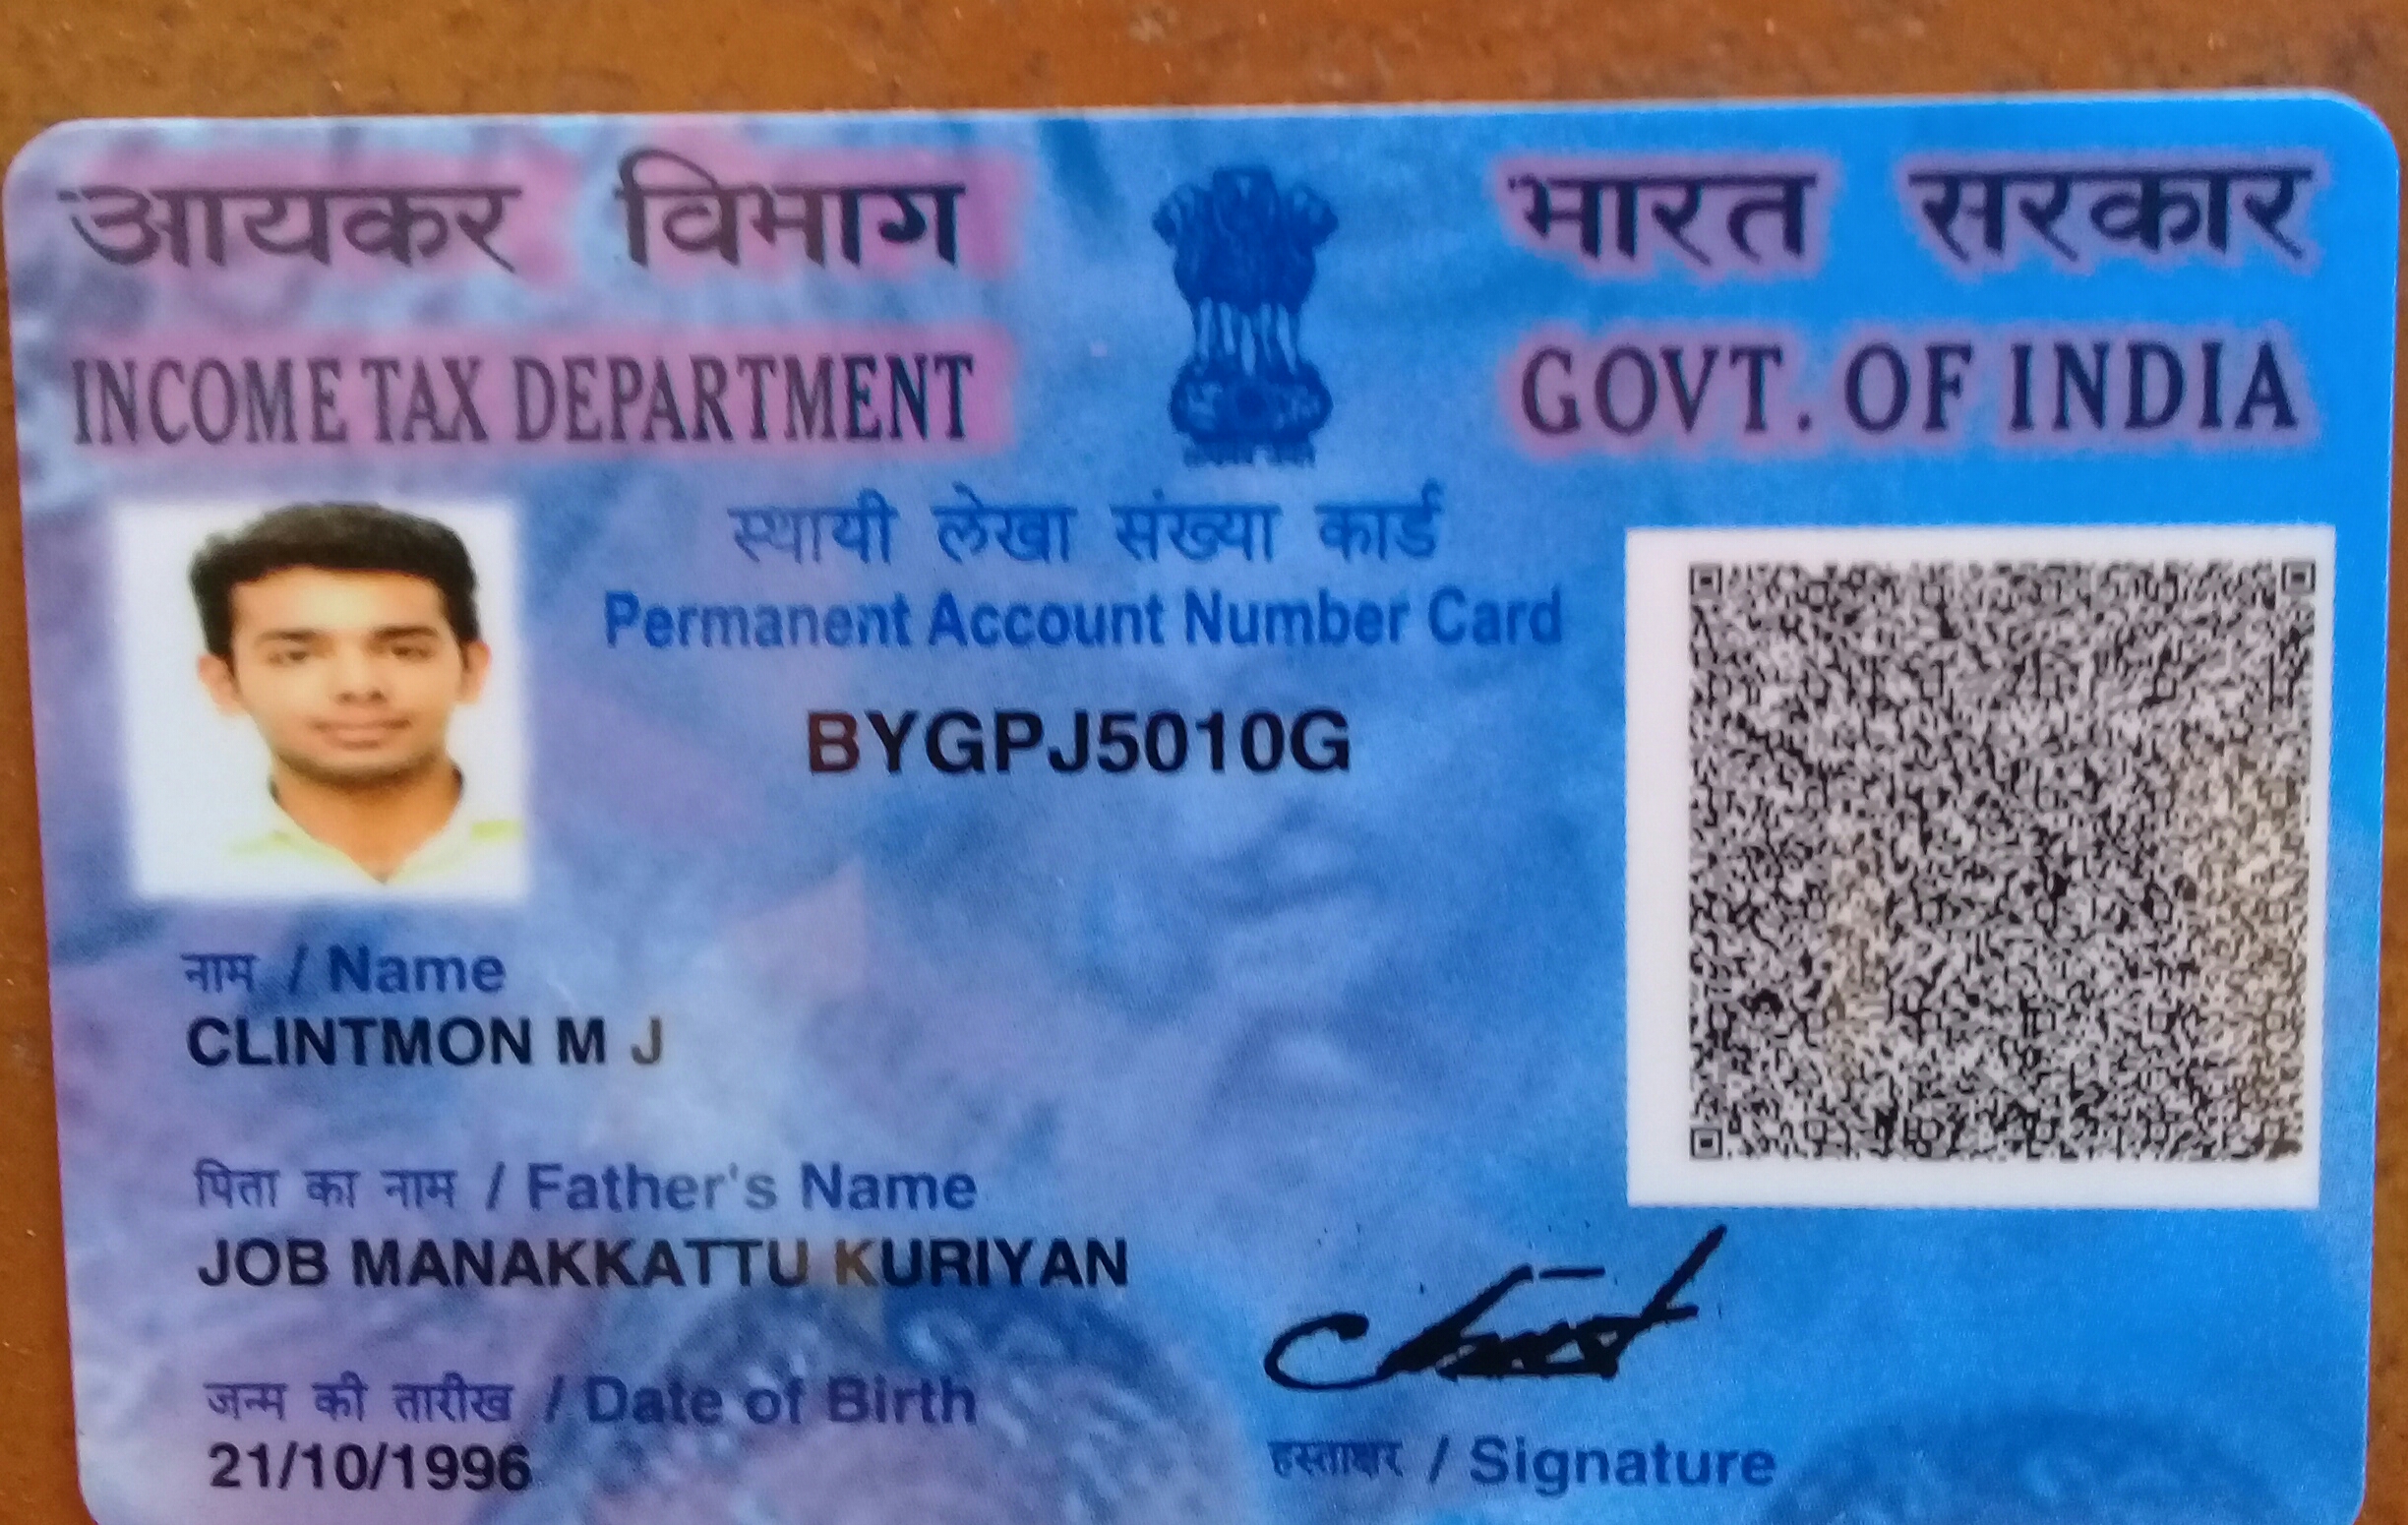 आयकर विभाग
INCOME TAX DEPARTMENT
भारत सरकार
GOVT. OF INDIA
स्थायी लेखा संख्या कार्ड
Permanent Account Number Card
BYGPJ5010G
नाम / Name
CLINTMON M J
पिता का नाम / Father's Name
JOB MANAKKATTU KURIYAN
जन्म की तारीख / Date of Birth
21/10/1996
हस्ताक्षर / Signature